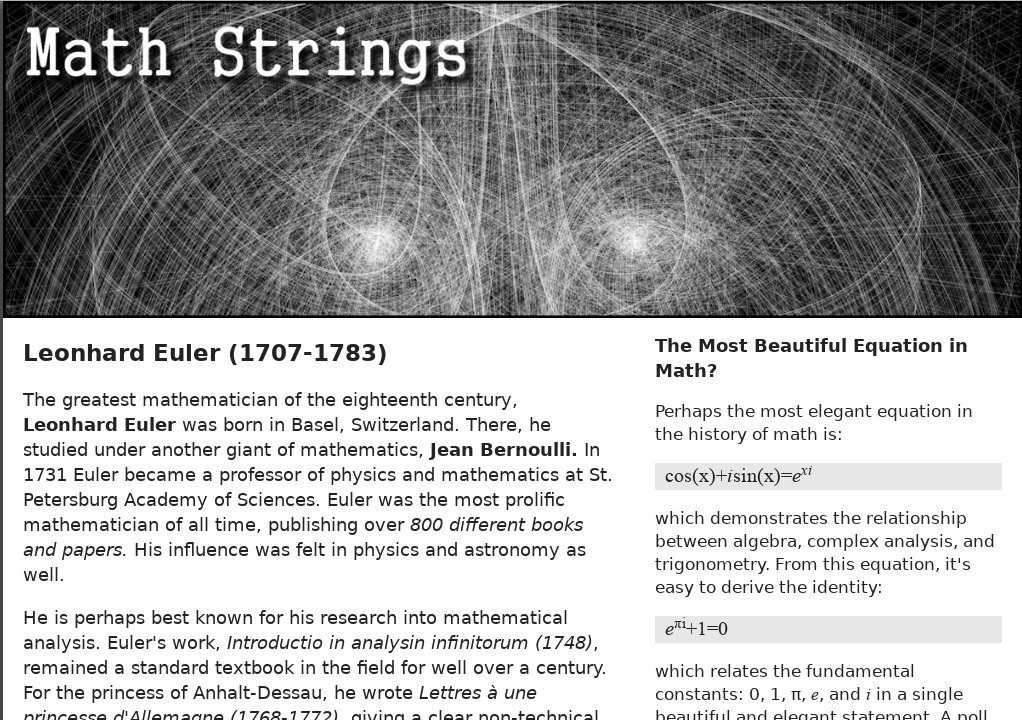 Math Strings
Leonhard Euler (1707-1783)
The greatest mathematician of the eighteenth century,
Leonhard Euler was born in Basel, Switzerland. There, he
studied under another giant of mathematics, Jean Bernoulli. In
1731 Euler became a professor of physics and mathematics at St.
Petersburg Academy of Sciences. Euler was the most prolific
mathematician of all time, publishing over 800 different books
and papers. His influence was felt in physics and astronomy as
well.
He is perhaps best known for his research into mathematical
analysis. Euler's work, Introductio in analysin infinitorum (1748),
remained a standard textbook in the field for well over a century.
For the princess of Anhalt-Dessau, he wrote Lettres à une
princesse d'Allemagne (1768-1772), giving a clear non-technical
The Most Beautiful Equation in
Math?
Perhaps the most elegant equation in
the history of math is:
cos(x)+isin(x)=e^xi
which demonstrates the relationship
between algebra, complex analysis, and
trigonometry. From this equation, it's
easy to derive the identity:
e^πi+1=0
which relates the fundamental
constants: 0, 1, π, e, and i in a single
beautiful and elegant statement. A poll